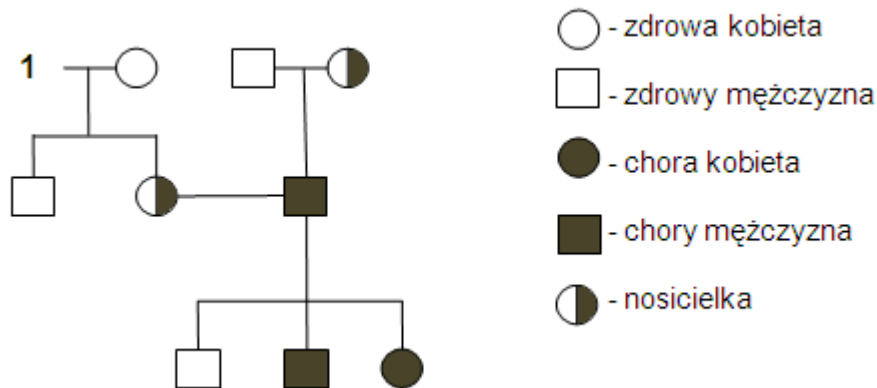 1
- zdrowa kobieta
- zdrowy mężczyzna
- chora kobieta
- chory mężczyzna
- nosicielka